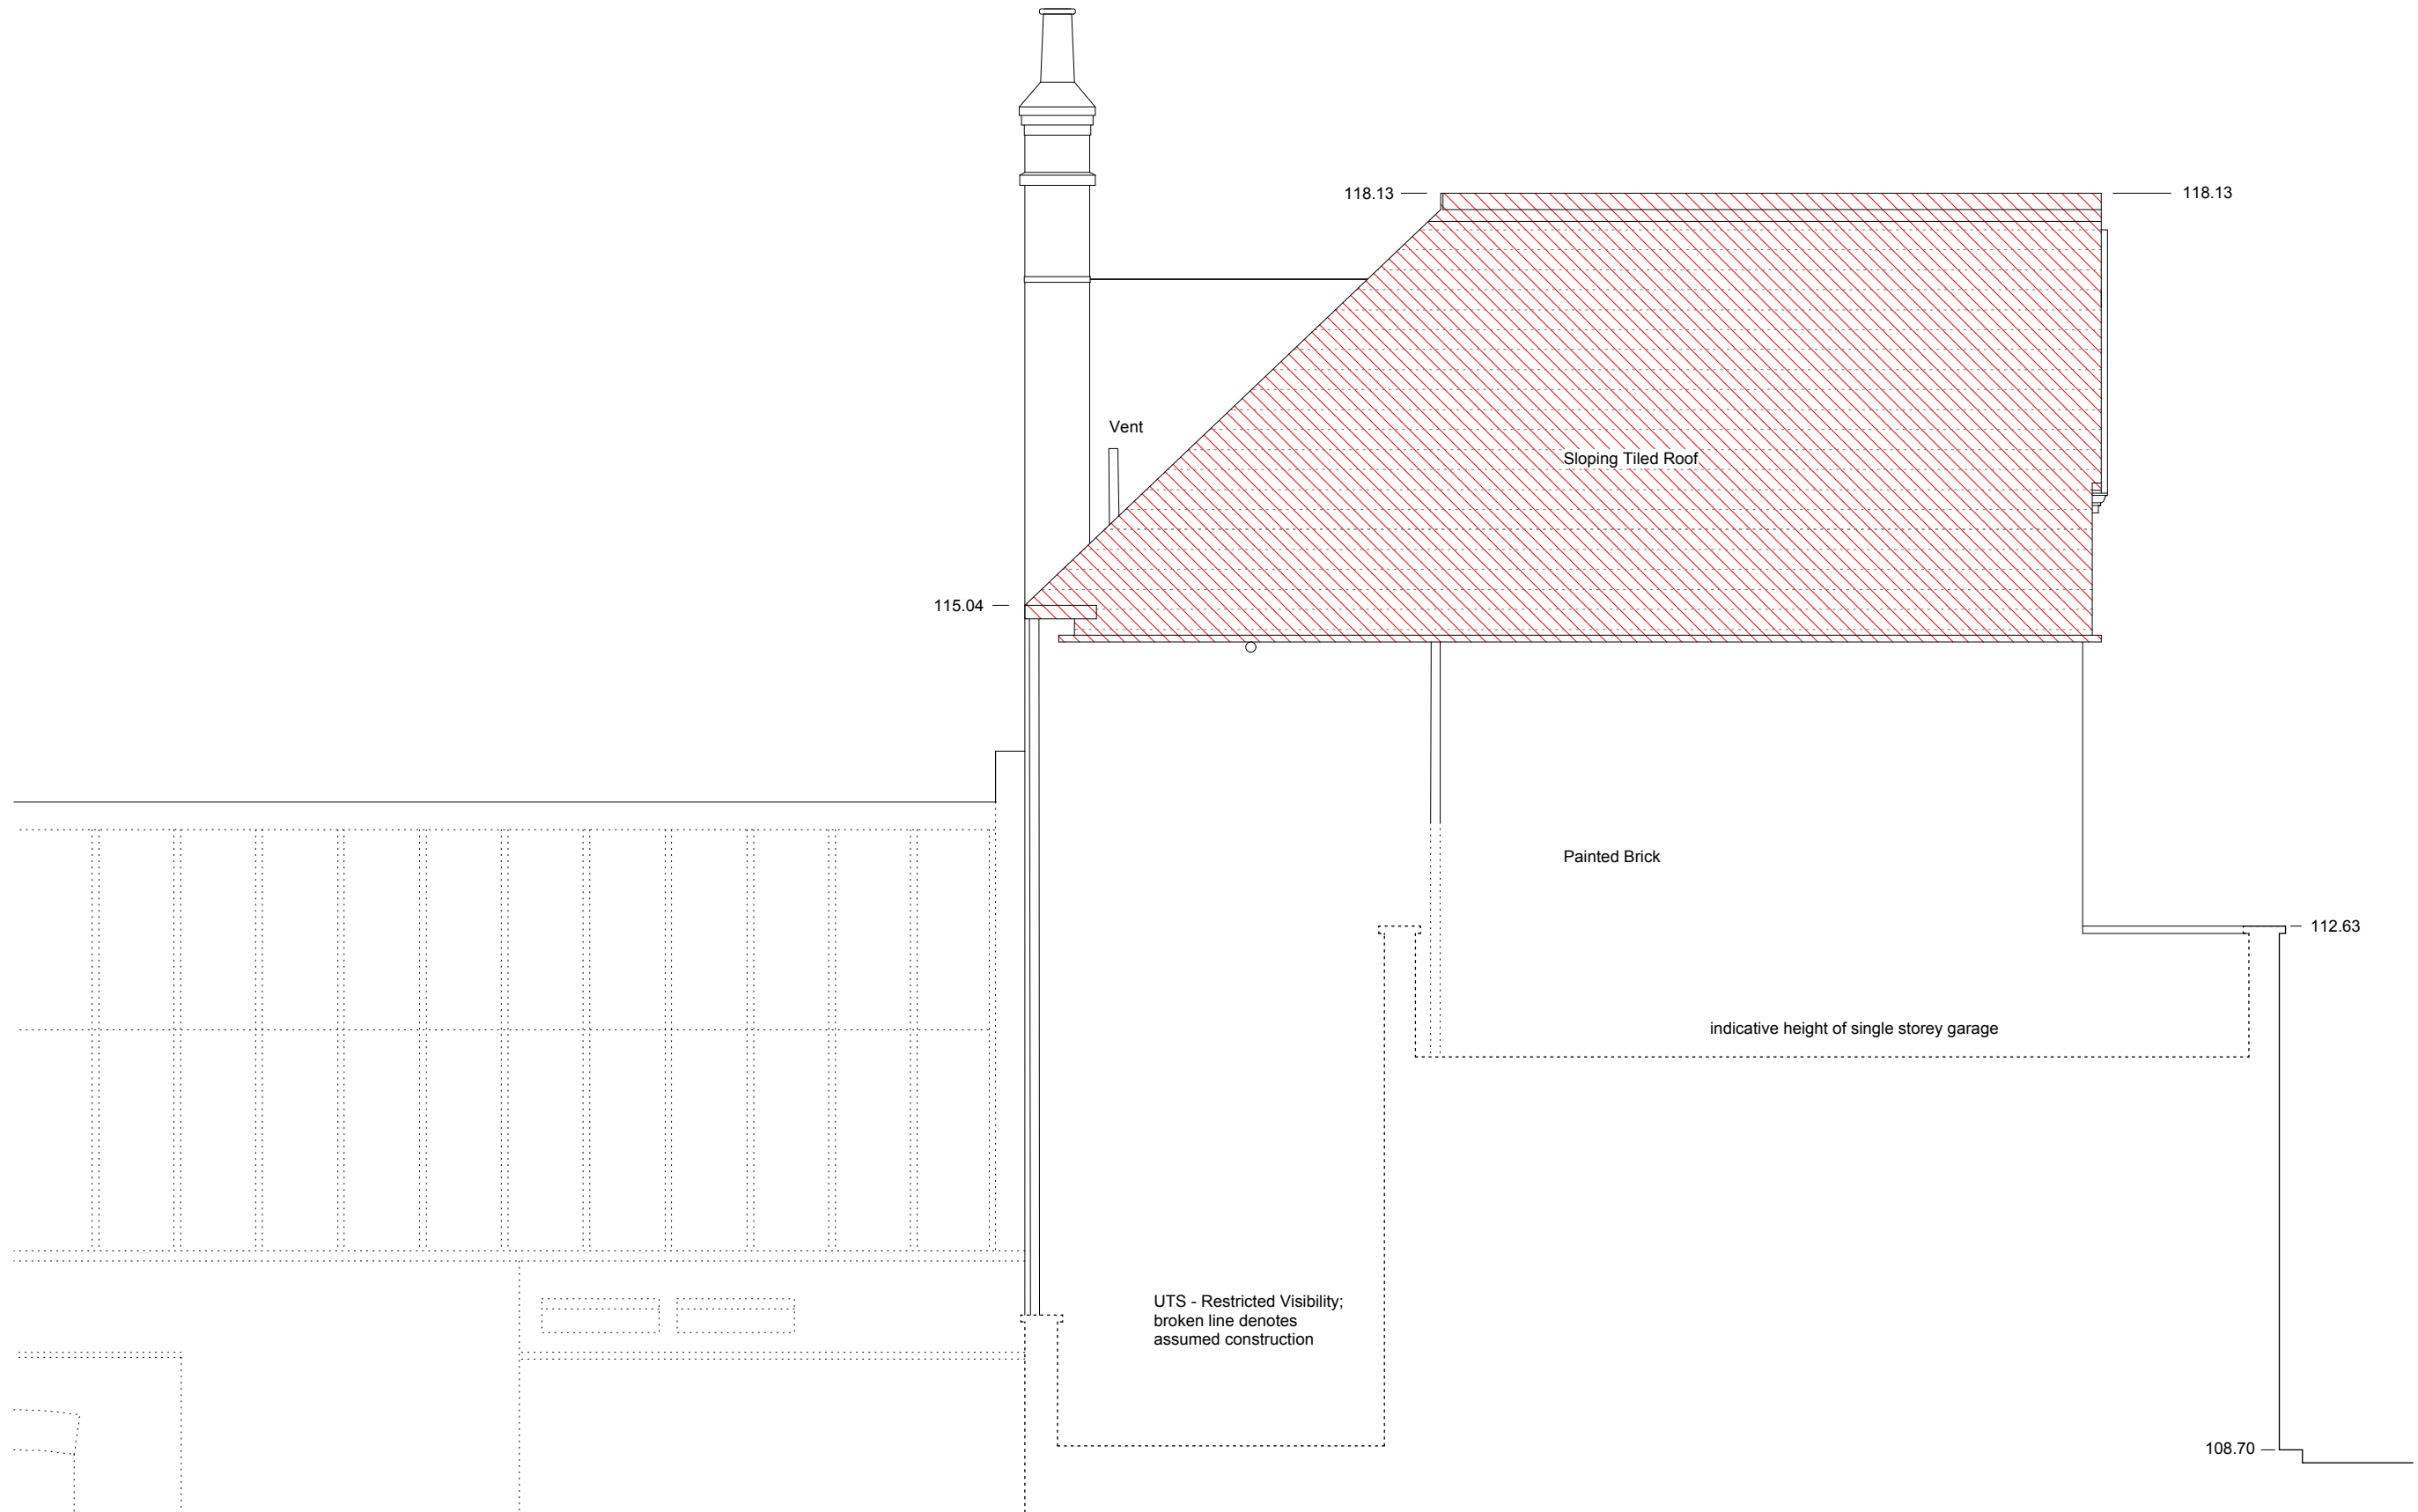 118.13
118.13
Vent
Sloping Tiled Roof
115.04
Painted Brick
112.63
indicative height of single storey garage
UTS - Restricted Visibility;
broken line denotes
assumed construction
108.70